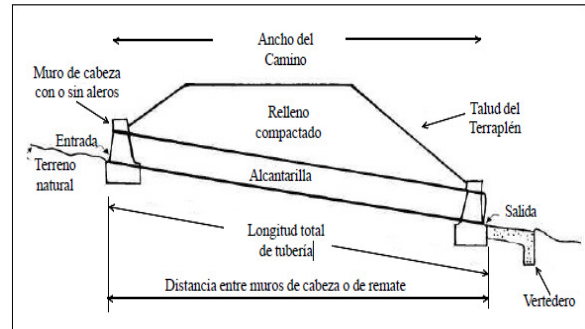 Ancho del
Camino
Muro de cabeza
con o sin aleros
Relleno
compactado
Talud del
Terraplén
Entrada
Terreno
natural
Alcantarilla
Salida
Longitud total
de tubería
Distancia entre muros de cabeza o de remate
Vertedero